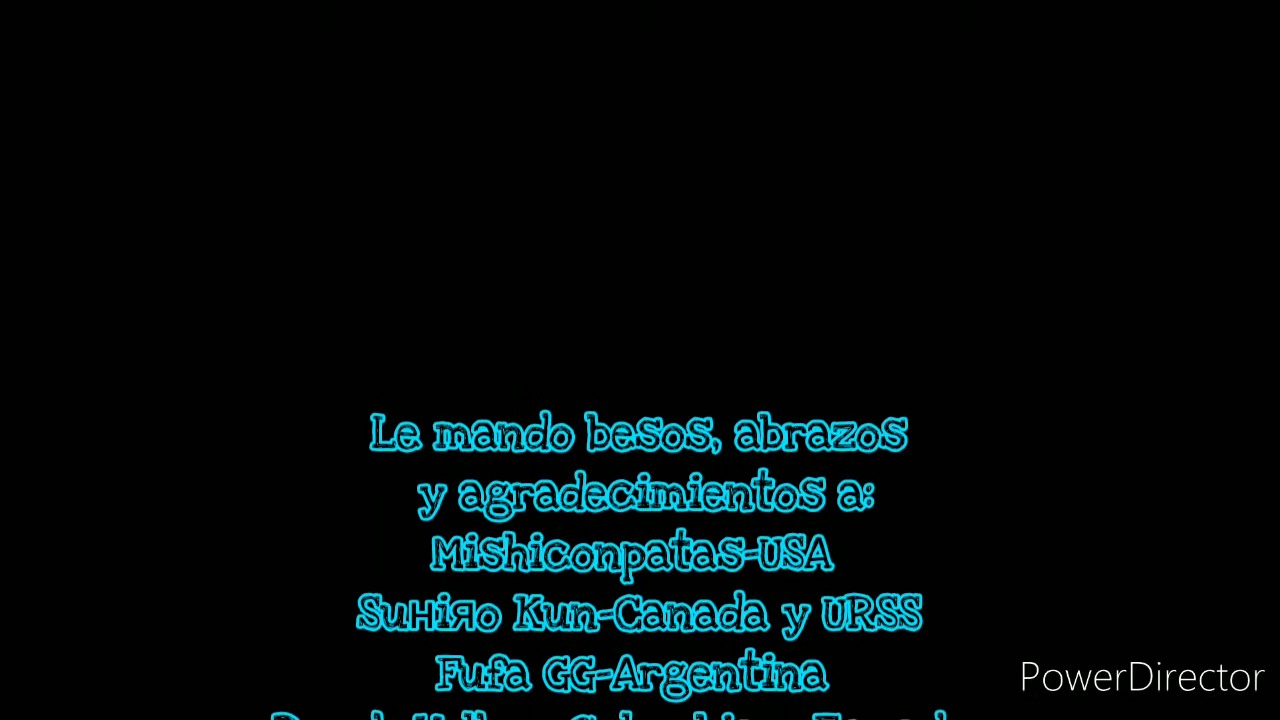 Le mando besos, abrazos
y agradecimientos a:
Mishiconpatas-USA
SuHiЯo Kun-Canada y URSS
Fufa GG-Argentina
PowerDirector